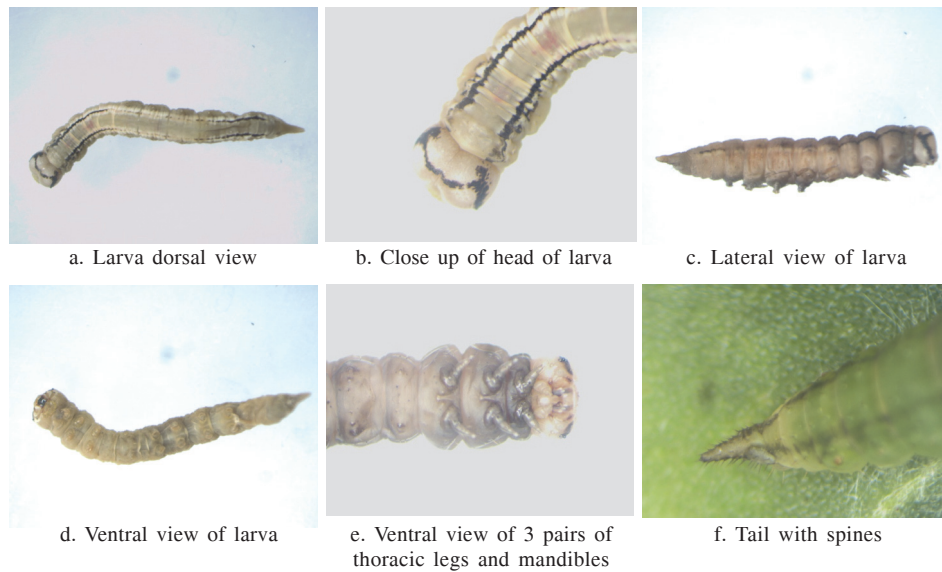 a. Larva dorsal view
b. Close up of head of larva
c. Lateral view of larva
d. Ventral view of larva
e. Ventral view of 3 pairs of
thoracic legs and mandibles
f. Tail with spines